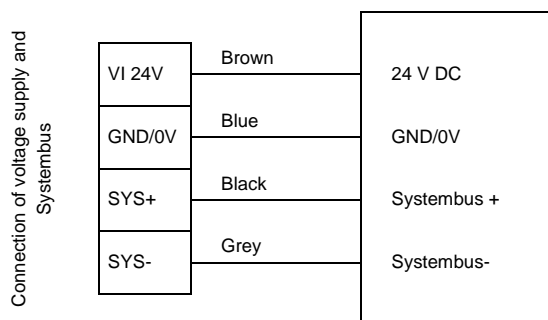 Connection of voltage supply and
Systembus
VI 24V
Brown
24 V DC
GND/0V
Blue
GND/0V
SYS+
Black
Systembus +
SYS-
Grey
Systembus-